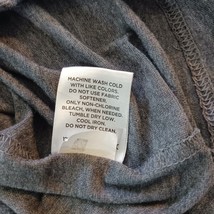 MACHINE WASH COLD
WITH LIKE COLORS.
DO NOT USE FABRIC
SOFTENER.
ONLY NON-CHLORINE
BLEACH, WHEN NEEDED.
TUMBLE DRY LOW.
COOL IRON.
DO NOT DRY CLEAN.